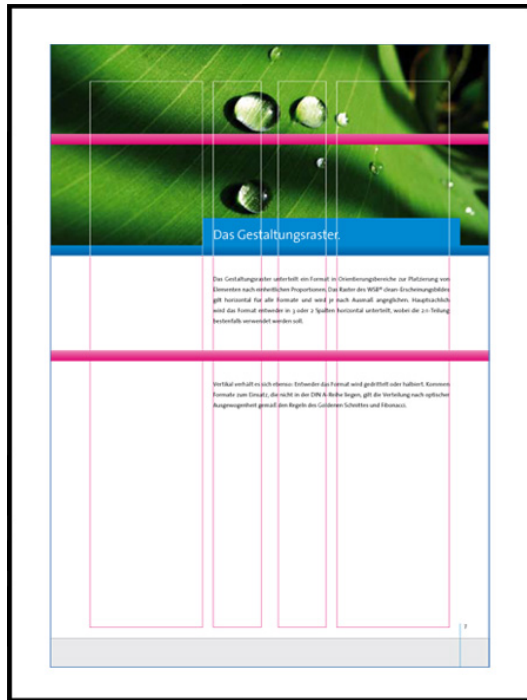 Das Gestaltungsraster.
Das Gestaltungsraster unterteilt ein Format in Orientierungsbereiche zur Platzierung von
Elementen nach einheitlichen Proportionen. Das Raster des WSB® clean-Erscheinungsbildes
gilt horizontal für alle Formate und wird je nach Ausmaß angeglichen. Hauptsächlich
wird das Format entweder in 3 oder 2 Spalten horizontal unterteilt, wobei die 2n-Teilung
bestenfalls verwendet werden soll.
Vertikal verhält es sich ebenso: Entweder das Format wird gedrittelt oder halbiert. Kommen
Formate zum Einsatz, die nicht in der DIN A-Reihe liegen, gilt die Verteilung nach optischer
Ausgewogenheit gemäß den Regeln des Goldenen Schnittes und Fibonacci.
7